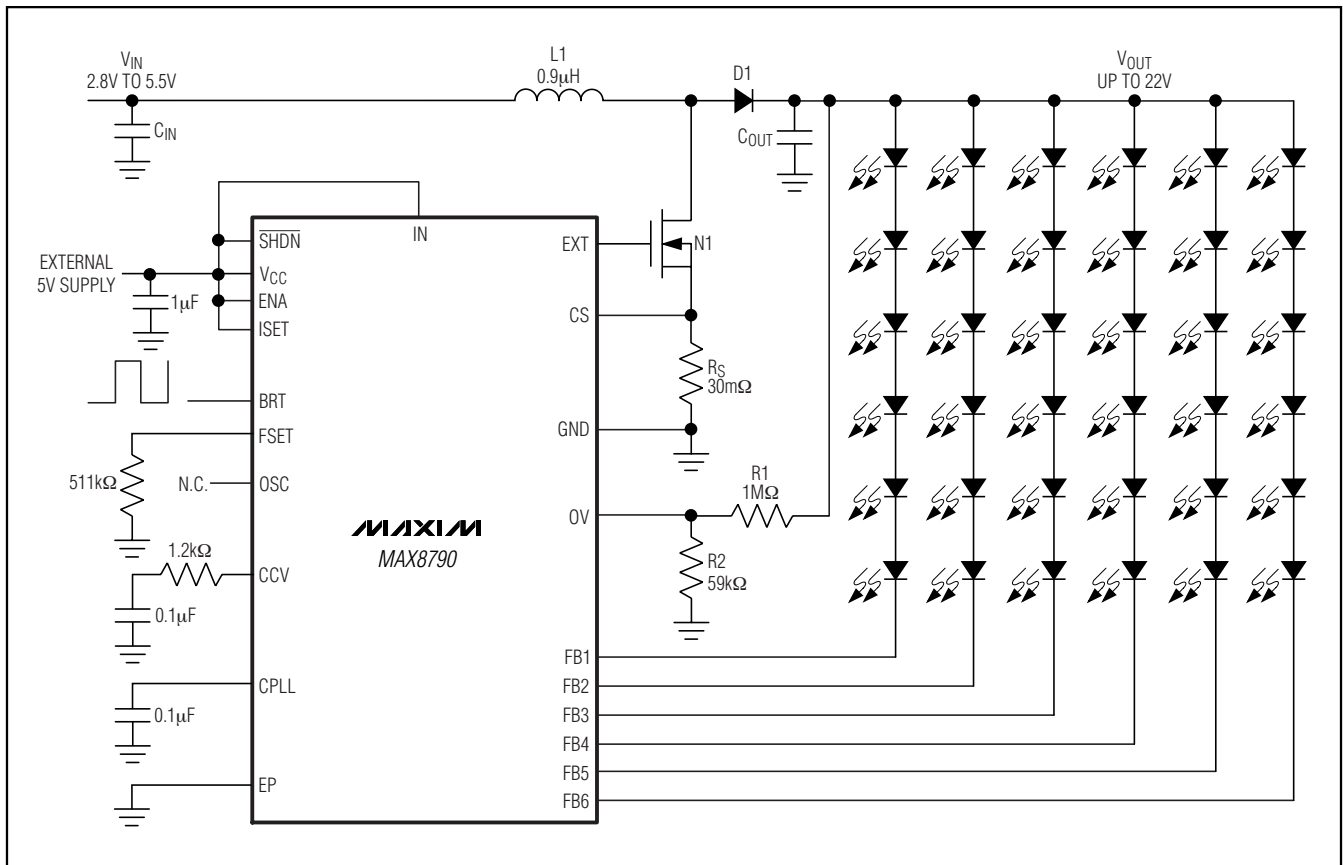 VIN
2.8V TO 5.5V
L1
0.9μH
D1
VOUT
UP TO 22V
CIN
COUT
IN
SHDN
EXT
N1
EXTERNAL
5V SUPPLY
VCC
1μF
ENA
ISET
CS
RS
30mΩ
BRT
FSET
GND
511kΩ
N.C.
OSC
R1
1MΩ
OV
MAXIM
MAX8790
R2
59kΩ
1.2kΩ
CCV
0.1μF
FB1
CPLL
FB2
0.1μF
FB3
FB4
FB5
EP
FB6